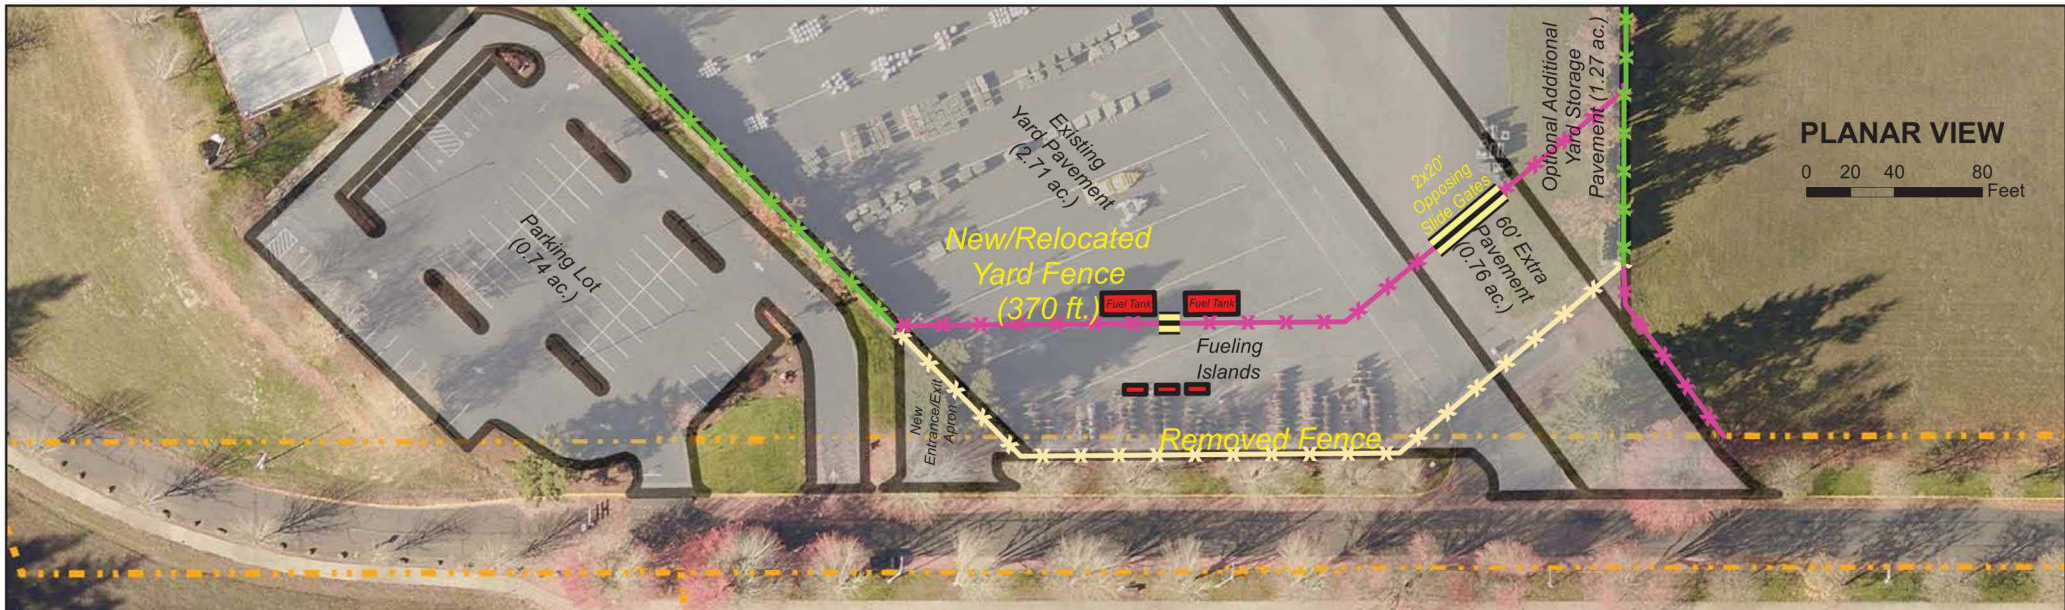 PLANAR VIEW
0 20 40 80
Feet
Optional Additional
Yard Storage
Pavement (1.27 ac.)
Existing
Yard Pavement
(2.71 ac.)
2x20'
Opposing
Slide Gates
60' Extra
Pavement
(0.76 ac.)
Parking Lot
(0.74 ac.)
New/Relocated
Yard Fence
(370 ft.)
Fuel Tank
Fuel Tank
Fueling
Islands
New
Entrance/Exit
Apron
Removed Fence